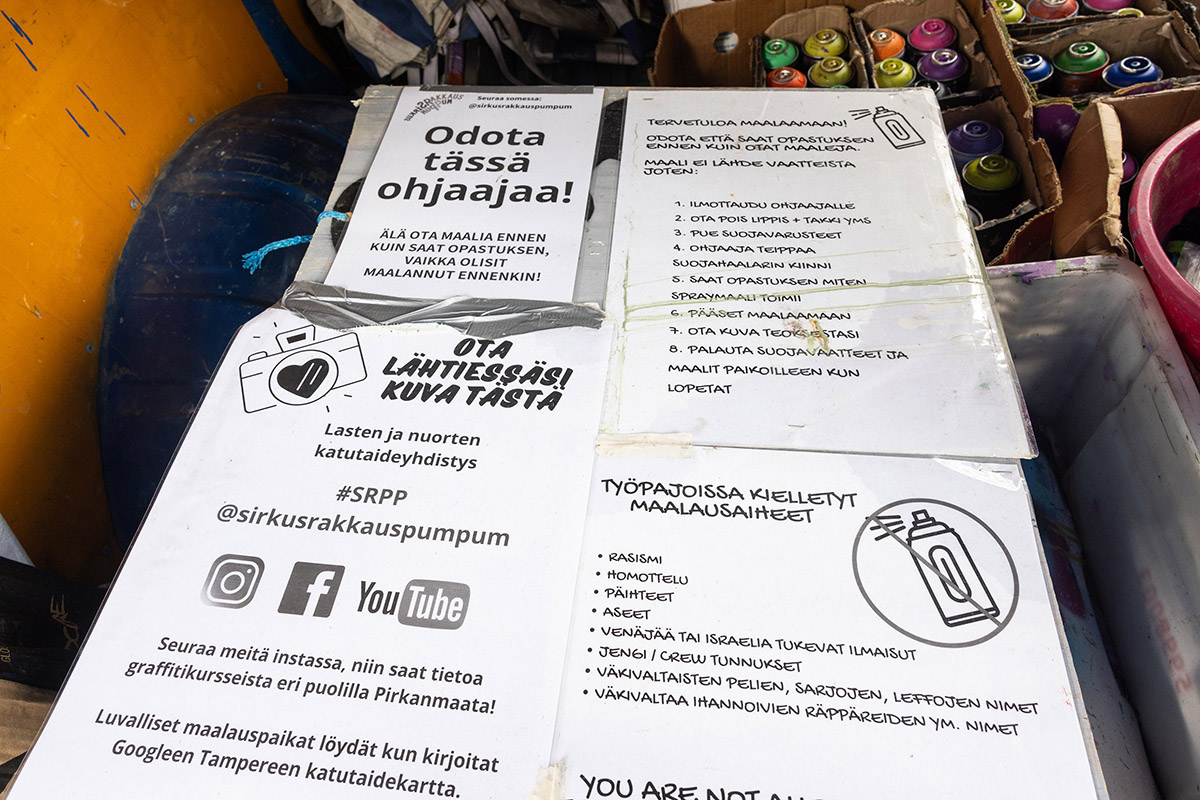 Seuraa somessa:
@sirkusrakkauspumpum
Odota
tässä
ohjaajaa!
ÄLÄ OTA MAALIA ENNEN
KUIN SAAT OPASTUKSEN,
VAIKKA OLISIT
MAALANNUT ENNENKIN!
TERVETULOA MAALAAMAAN!
ODOTA ETTÄ SAAT OPASTUKSEN
ENNEN KUIN OTAT MAALEJA.
MAALI EI LÄHDE VAATTEISTA
JOTEN:
1. ILMOTTAUDU OHJAAJALLE
2. OTA POIS LIPPIS + TAKKI YMS
3. PUE SUOJAVARUSTEET
4. OHJAAJA TEIPPAA
SUOJAHAALARIN KIINNI
5. SAAT OPASTUKSEN MITEN
SPRAYMAALI TOIMII
6. PÄÄSET MAALAAMAAN
7. OTA KUVA TEOKSESTASI
8. PALAUTA SUOJAVAATTEET JA
MAALIT PAIKOILLEEN KUN
LOPETAT
OTA
LÄHTIESSÄSI
KUVA TÄSTÄ
Lasten ja nuorten
katutaideyhdistys
#SRPP
@sirkusrakkauspumpum
YouTube
Seuraa meitä instassa, niin saat tietoa
graffitikursseista eri puolilla Pirkanmaata!
Luvalliset maalauspaikat löydät kun kirjoitat
Googleen Tampereen katutaidekartta.
TYÖPAJOISSA KIELLETYT
MAALAUSAIHEET
• RASISMI
• HOMOTTELU
• PÄIHTEET
• ASEET
• VENÄJÄÄ TAI ISRAELIA TUKEVAT ILMAISUT
• JENGI / CREW TUNNUKSET
• VÄKIVALTAISTEN PELIEN, SARJOJEN, LEFFOJEN NIMET
• VÄKIVALTAA IHANNOIVIEN RÄPPÄREIDEN YM. NIMET
YOU ARE NOT